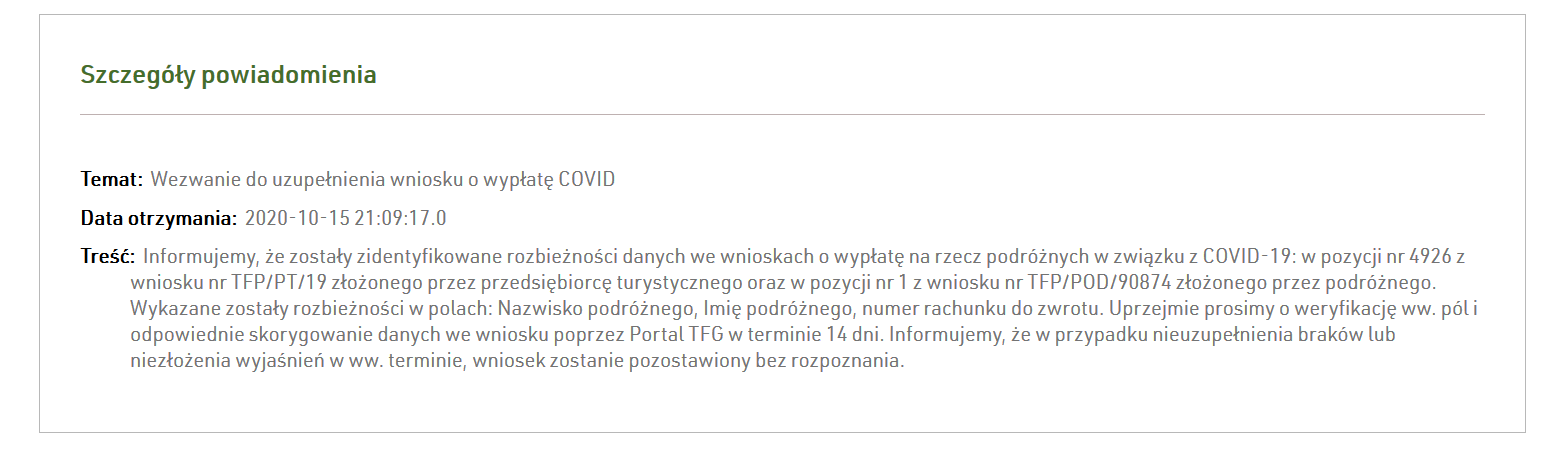 Szczegóły powiadomienia
Temat: Wezwanie do uzupełnienia wniosku o wypłatę COVID
Data otrzymania: 2020-10-15 21:09:17.0
Treść: Informujemy, że zostały zidentyfikowane rozbieżności danych we wnioskach o wypłatę na rzecz podróżnych w związku z COVID-19: w pozycji nr 4926 z
wniosku nr TFP/PT/19 złożonego przez przedsiębiorcę turystycznego oraz w pozycji nr 1 z wniosku nr TFP/POD/90874 złożonego przez podróżnego.
Wykazane zostały rozbieżności w polach: Nazwisko podróżnego, Imię podróżnego, numer rachunku do zwrotu. Uprzejmie prosimy o weryfikację ww. pól i
odpowiednie skorygowanie danych we wniosku poprzez Portal TFG w terminie 14 dni. Informujemy, że w przypadku nieuzupełnienia braków lub
niezłożenia wyjaśnień w ww. terminie, wniosek zostanie pozostawiony bez rozpoznania.